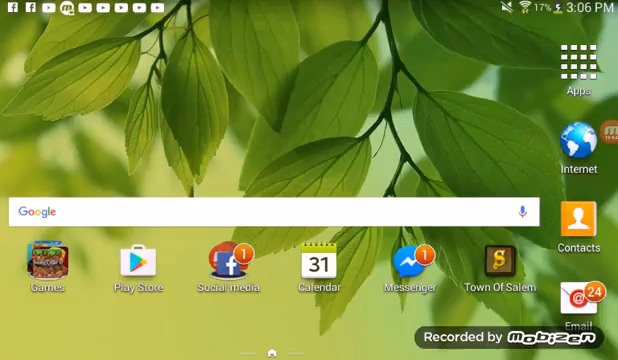 17% 3:06 PM
Apps
Internet
Google
Contacts
31
1
1
S
Games
Play Store
Social media
Calendar
Messenger
Town Of Salem
24
Email
Recorded by Mobizen